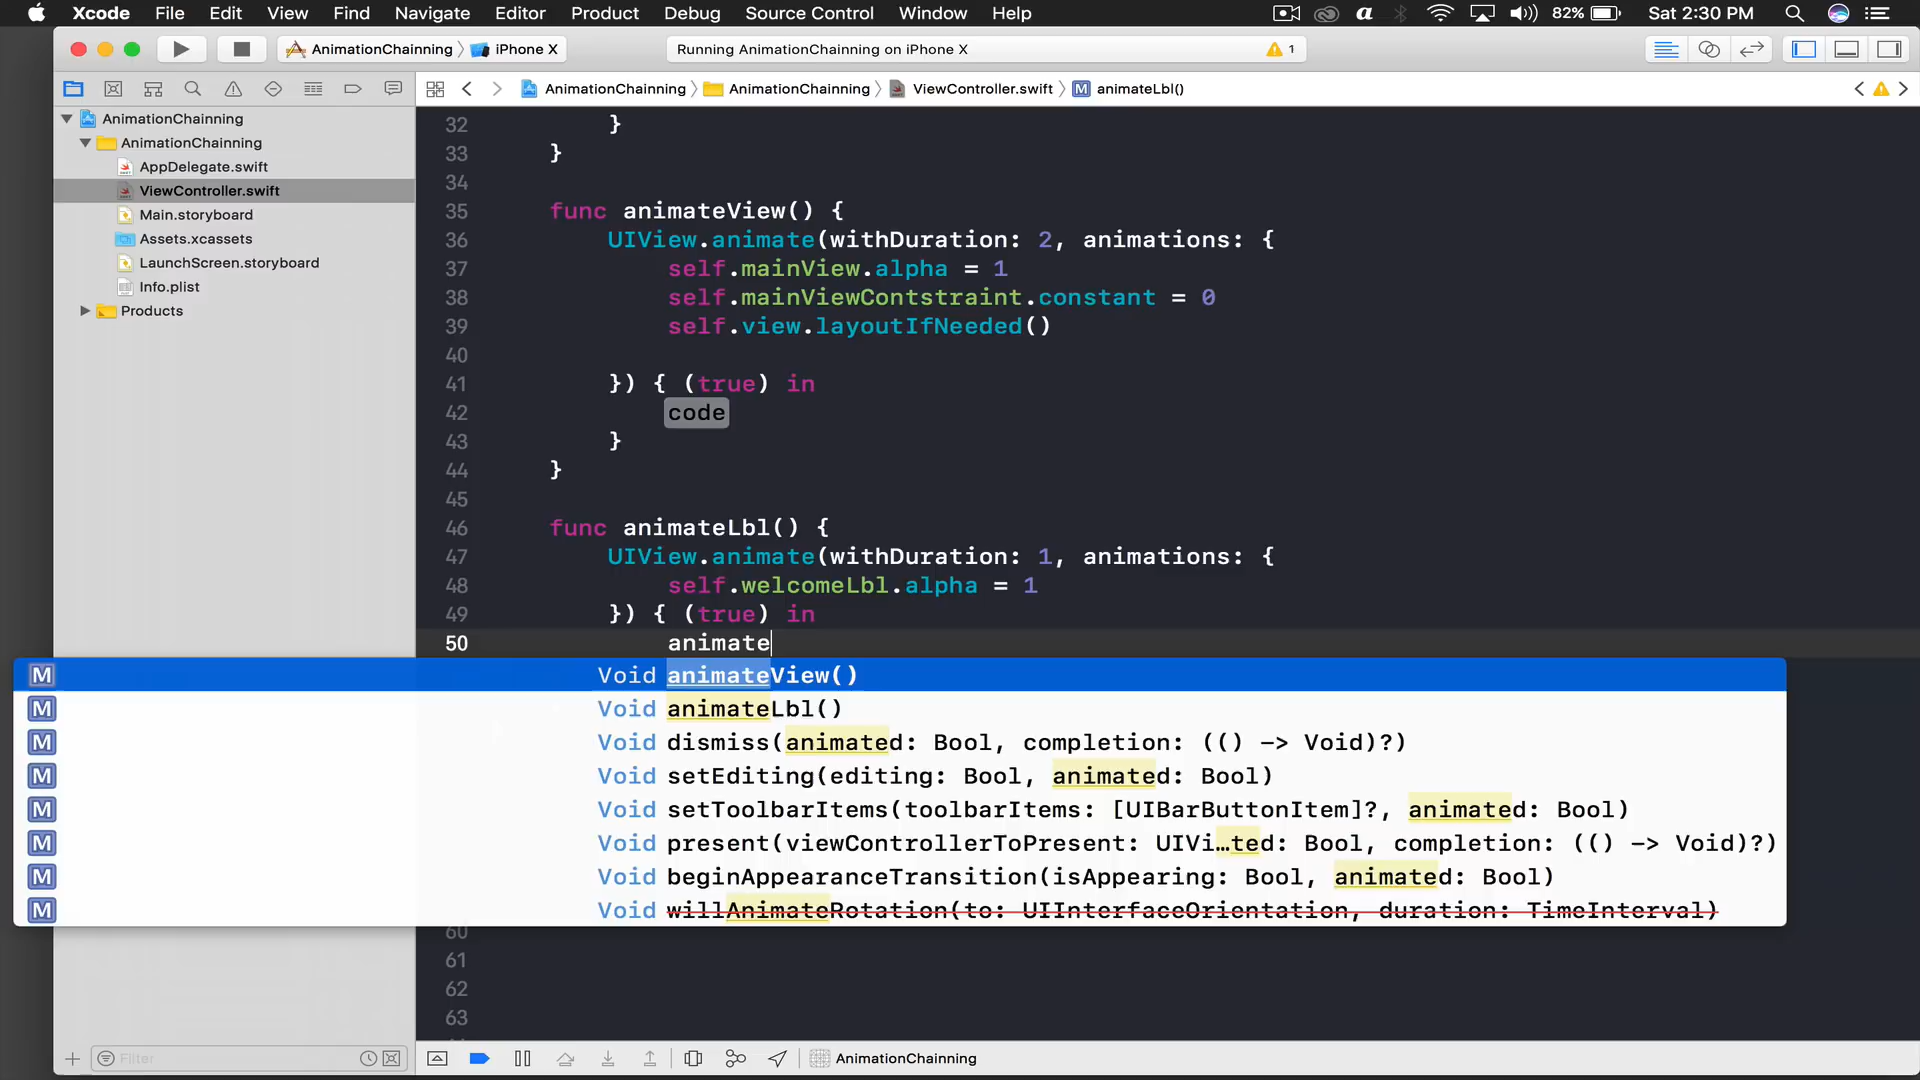 Xcode File Edit View Find Navigate Editor Product Debug Source Control Window Help 82% Sat 2:30 PM
AnimationChainning iPhone X Running AnimationChainning on iPhone X 1
AnimationChainning AnimationChainning ViewController.swift M animateLbl()
AnimationChainning
AnimationChainning
AppDelegate.swift
ViewController.swift
Main.storyboard
Assets.xcassets
LaunchScreen.storyboard
Info.plist
Products
32 }
33 }
34
35 func animateView() {
36 UIView.animate(withDuration: 2, animations: {
37 self.mainView.alpha = 1
38 self.mainViewContstraint.constant = 0
39 self.view.layoutIfNeeded()
40
41 }) { (true) in
42 code
43 }
44 }
45
46 func animateLbl() {
47 UIView.animate(withDuration: 1, animations: {
48 self.welcomeLbl.alpha = 1
49 }) { (true) in
50 animate
M Void animateView()
M Void animateLbl()
M Void dismiss(animated: Bool, completion: (() -> Void)?)
M Void setEditing(editing: Bool, animated: Bool)
M Void setToolbarItems(toolbarItems: [UIBarButtonItem]?, animated: Bool)
M Void present(viewControllerToPresent: UIVi…ted: Bool, completion: (() -> Void)?)
M Void beginAppearanceTransition(isAppearing: Bool, animated: Bool)
M Void willAnimateRotation(to: UIInterfaceOrientation, duration: TimeInterval)
60
61
62
63
Filter AnimationChainning